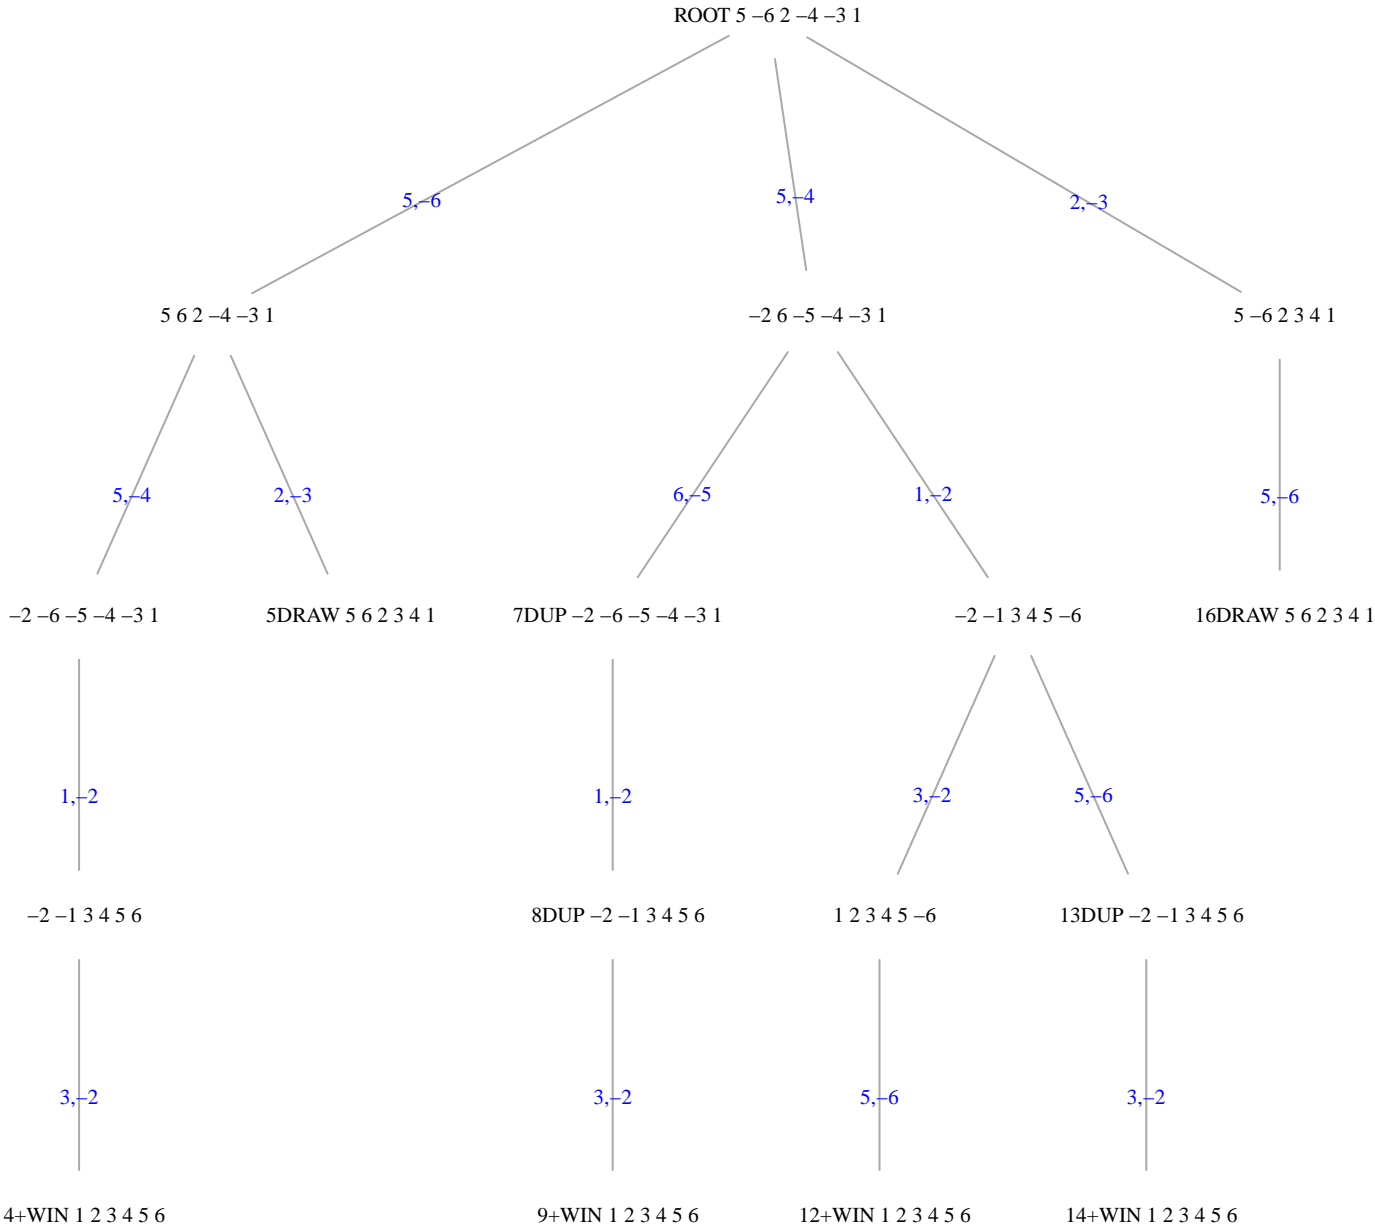 ROOT 5 −6 2 −4 −3 1
5,−6
5,−4
2,−3
5 6 2 −4 −3 1
−2 6 −5 −4 −3 1
5 −6 2 3 4 1
5,−4
2,−3
6,−5
1,−2
5,−6
−2 −6 −5 −4 −3 1
5DRAW 5 6 2 3 4 1
7DUP −2 −6 −5 −4 −3 1
−2 −1 3 4 5 −6
16DRAW 5 6 2 3 4 1
1,−2
1,−2
3,−2
5,−6
−2 −1 3 4 5 6
8DUP −2 −1 3 4 5 6
1 2 3 4 5 −6
13DUP −2 −1 3 4 5 6
3,−2
3,−2
5,−6
3,−2
4+WIN 1 2 3 4 5 6
9+WIN 1 2 3 4 5 6
12+WIN 1 2 3 4 5 6
14+WIN 1 2 3 4 5 6